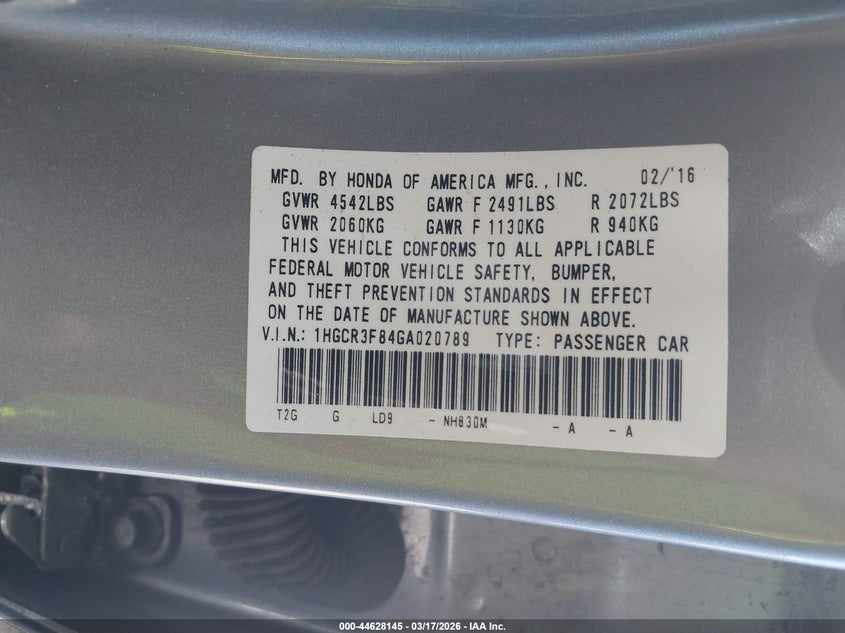 MFD. BY HONDA OF AMERICA MFG., INC. 02/'16
GVWR 4542LBS GAWR F 2491LBS R 2072LBS
GVWR 2060KG GAWR F 1130KG R 940KG
THIS VEHICLE CONFORMS TO ALL APPLICABLE
FEDERAL MOTOR VEHICLE SAFETY, BUMPER,
AND THEFT PREVENTION STANDARDS IN EFFECT
ON THE DATE OF MANUFACTURE SHOWN ABOVE.
V.I.N.: 1HGCR3F84GA020789 TYPE: PASSENGER CAR
T2G G LD9 - NH830M - A - A
000-44628145 — 03/17/2026 — IAA Inc.